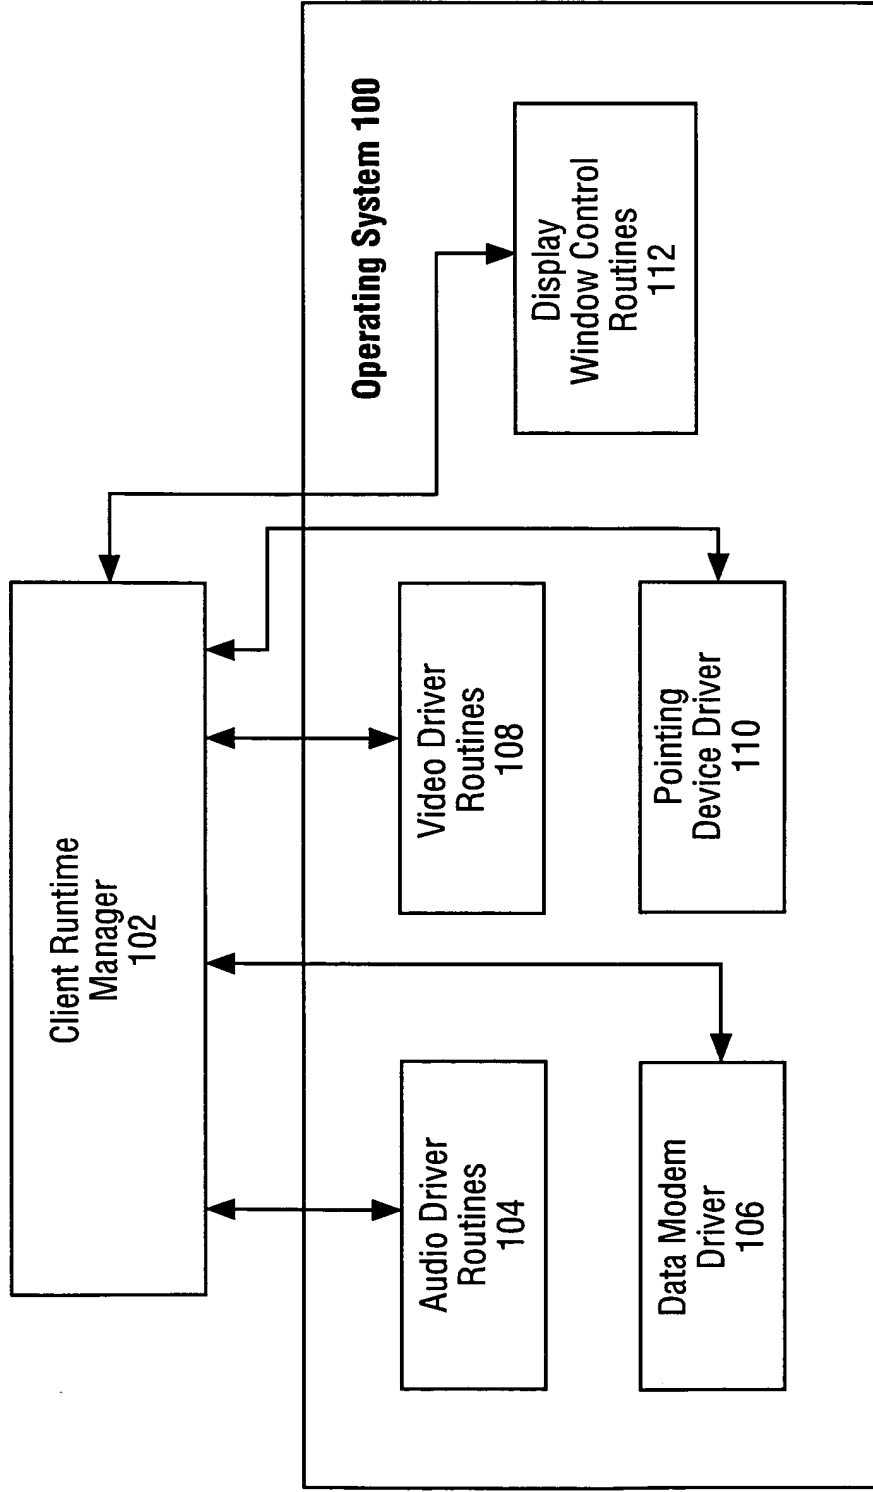 Client Runtime
Manager
102
Operating System 100
Audio Driver
Routines
104
Video Driver
Routines
108
Display
Window Control
Routines
112
Data Modem
Driver
106
Pointing
Device Driver
110